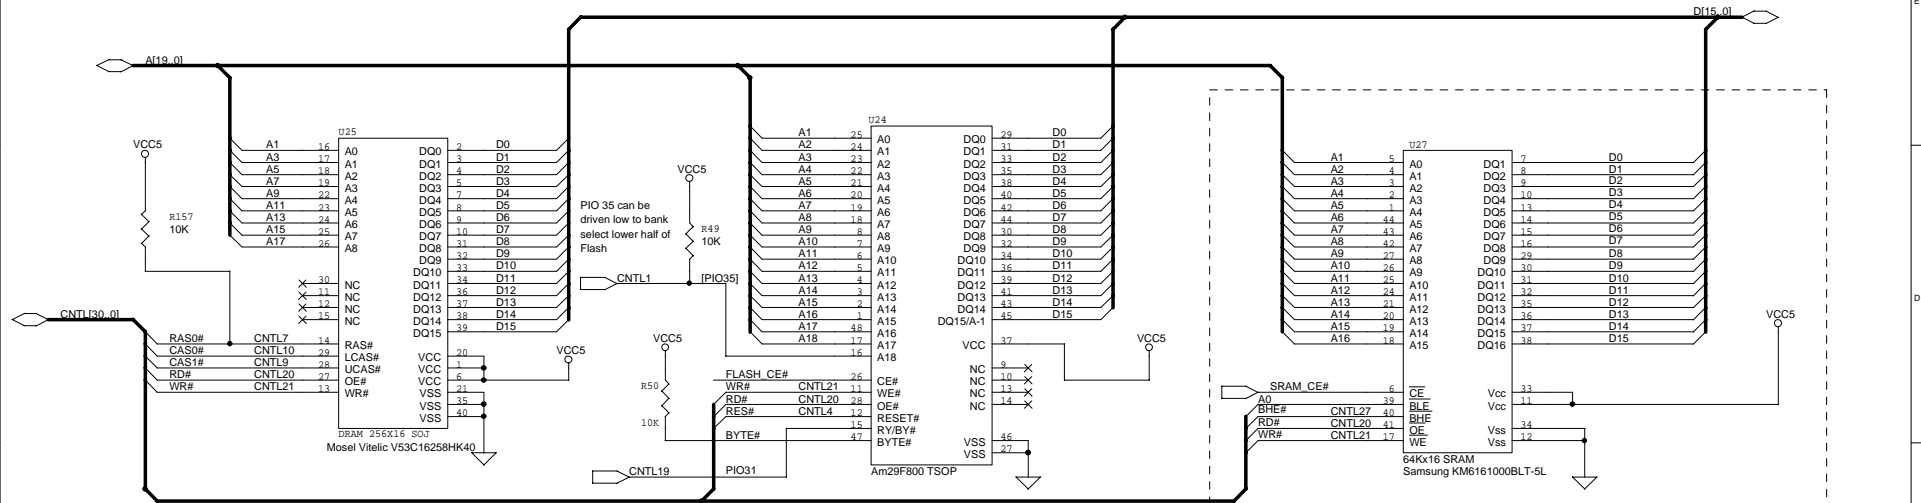 E
D[15..0]
A[19..0]
U25
VCC5
R157
10K
A1 16 A0 DQ0 2 D0
A3 17 A1 DQ1 3 D1
A5 18 A2 DQ2 4 D2
A7 19 A3 DQ3 5 D3
A9 22 A4 DQ4 7 D4
A11 23 A5 DQ5 8 D5
A13 24 A6 DQ6 9 D6
A15 25 A7 DQ7 10 D7
A17 26 A8 DQ8 31 D8
DQ9 32 D9
DQ10 33 D10
30 NC DQ11 34 D11
11 NC DQ12 36 D12
12 NC DQ13 37 D13
15 NC DQ14 38 D14
DQ15 39 D15
CNTL[30..0]
RAS0# CNTL7 14 RAS#
CAS0# CNTL10 29 LCAS# VCC 20
CAS1# CNTL9 28 UCAS# VCC 1
RD# CNTL20 27 OE# VCC 6
WR# CNTL21 13 WR# VSS 21
VSS 35
VSS 40
VCC5
DRAM 256X16 SOJ
Mosel Vitelic V53C16258HK40
PIO 35 can be
driven low to bank
select lower half of
Flash
VCC5
R49
10K
CNTL1 [PIO35]
U24
A1 25 A0 DQ0 29 D0
A2 24 A1 DQ1 31 D1
A3 23 A2 DQ2 33 D2
A4 22 A3 DQ3 35 D3
A5 21 A4 DQ4 38 D4
A6 20 A5 DQ5 40 D5
A7 19 A6 DQ6 42 D6
A8 18 A7 DQ7 44 D7
A9 8 A8 DQ8 30 D8
A10 7 A9 DQ9 32 D9
A11 6 A10 DQ10 34 D10
A12 5 A11 DQ11 36 D11
A13 4 A12 DQ12 39 D12
A14 3 A13 DQ13 41 D13
A15 2 A14 DQ14 43 D14
A16 1 A15 DQ15/A-1 45 D15
A17 48 A16
A18 17 A17 VCC 37
16 A18
VCC5
VCC5
R50
10K
NC 9
FLASH_CE# 26 CE# NC 10
WR# CNTL21 11 WE# NC 13
RD# CNTL20 28 OE# NC 14
RES# CNTL4 12 RESET#
15 RY/BY#
BYTE# 47 BYTE# VSS 46
VSS 27
CNTL19 PIO31
Am29F800 TSOP
U27
A1 5 A0 DQ1 7 D0
A2 4 A1 DQ2 8 D1
A3 3 A2 DQ3 9 D2
A4 2 A3 DQ4 10 D3
A5 1 A4 DQ5 13 D4
A6 44 A5 DQ6 14 D5
A7 43 A6 DQ7 15 D6
A8 42 A7 DQ8 16 D7
A9 27 A8 DQ9 29 D8
A10 26 A9 DQ10 30 D9
A11 25 A10 DQ11 31 D10
A12 24 A11 DQ12 32 D11
A13 21 A12 DQ13 35 D12
A14 20 A13 DQ14 36 D13
A15 19 A14 DQ15 37 D14
A16 18 A15 DQ16 38 D15
VCC5
SRAM_CE# 6 CE Vcc 33
A0 39 BLE Vcc 11
BHE# CNTL27 40 BHE
RD# CNTL20 41 OE Vss 34
WR# CNTL21 17 WE Vss 12
64Kx16 SRAM
Samsung KM6161000BLT-5L
D